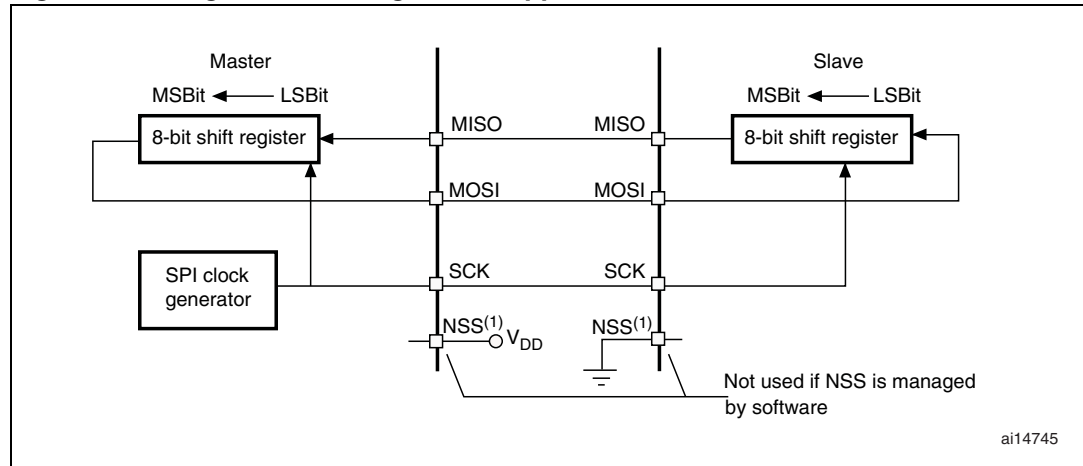 Master
MSBit LSBit
8-bit shift register
MISO
MOSI
SPI clock
generator
SCK
NSS(1)
VDD
Slave
MSBit LSBit
MISO
8-bit shift register
MOSI
SCK
NSS(1)
Not used if NSS is managed
by software
ai14745